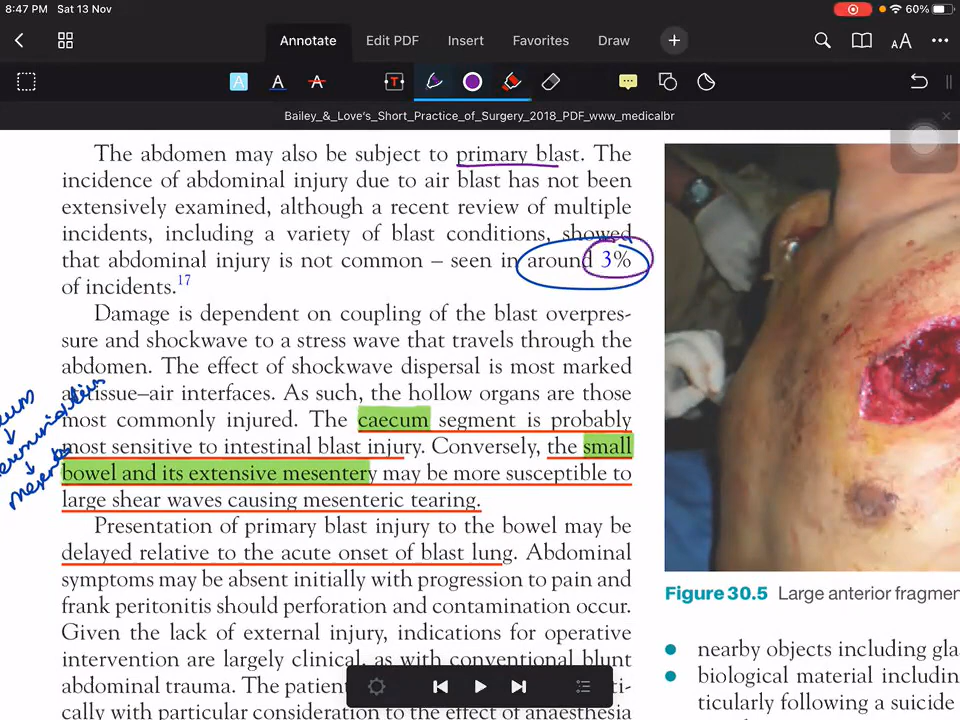 8:47 PM Sat 13 Nov
60%
Annotate Edit PDF Insert Favorites Draw
Bailey_&_Love's_Short_Practice_of_Surgery_2018_PDF_www_medicalbr
The abdomen may also be subject to primary blast. The
incidence of abdominal injury due to air blast has not been
extensively examined, although a recent review of multiple
incidents, including a variety of blast conditions, showed
that abdominal injury is not common – seen in around 3%
of incidents.17
Damage is dependent on coupling of the blast overpres-
sure and shockwave to a stress wave that travels through the
abdomen. The effect of shockwave dispersal is most marked
at tissue–air interfaces. As such, the hollow organs are those
most commonly injured. The caecum segment is probably
most sensitive to intestinal blast injury. Conversely, the small
bowel and its extensive mesentery may be more susceptible to
large shear waves causing mesenteric tearing.
Presentation of primary blast injury to the bowel may be
delayed relative to the acute onset of blast lung. Abdominal
symptoms may be absent initially with progression to pain and
frank peritonitis should perforation and contamination occur.
Given the lack of external injury, indications for operative
intervention are largely clinical, as with conventional blunt
abdominal trauma. The patient
cally with particular consideration to the effect of anaesthesia
Figure 30.5 Large anterior fragmen
nearby objects including gla
biological material includin
ticularly following a suicide